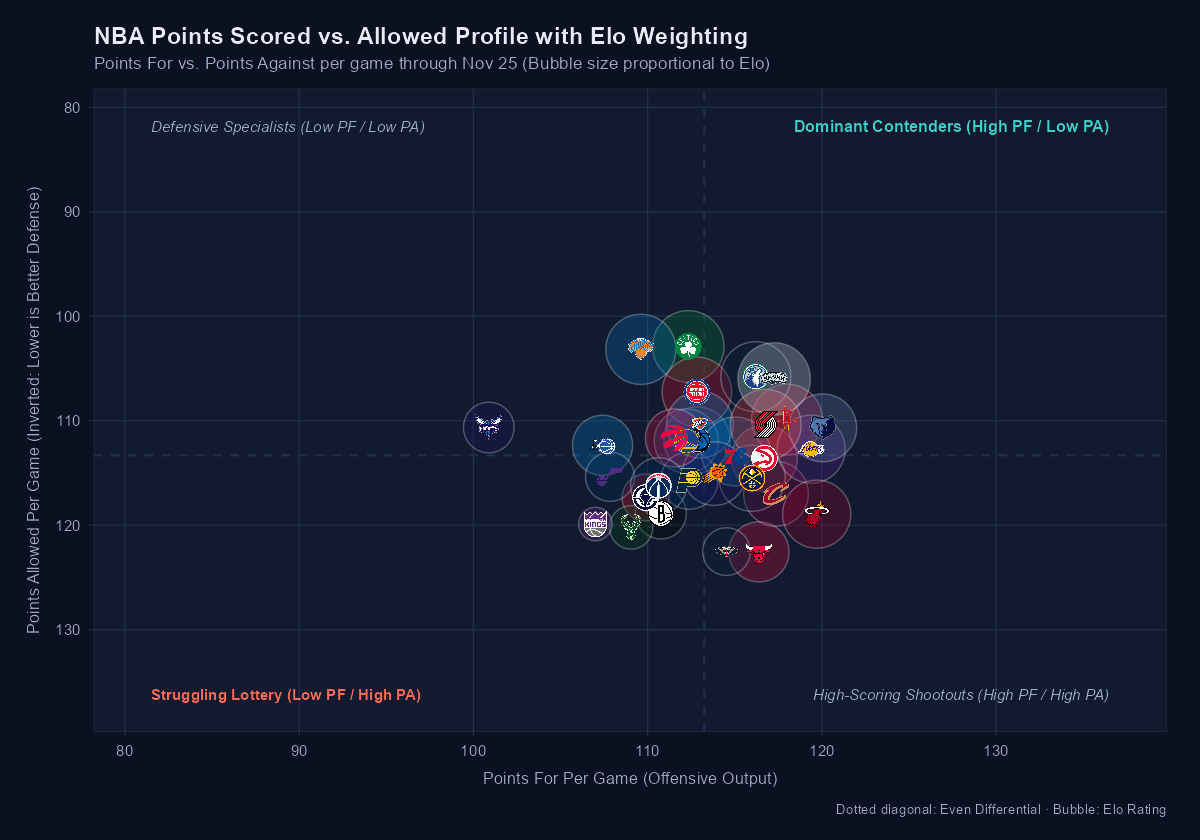 NBA Points Scored vs. Allowed Profile with Elo Weighting
Points For vs. Points Against per game through Nov 25 (Bubble size proportional to Elo)
Defensive Specialists (Low PF / Low PA)
Dominant Contenders (High PF / Low PA)
80
90
100
110
120
130
Points Allowed Per Game (Inverted: Lower is Better Defense)
KINGS
B
7
Struggling Lottery (Low PF / High PA)
High-Scoring Shootouts (High PF / High PA)
80
90
100
110
120
130
Points For Per Game (Offensive Output)
Dotted diagonal: Even Differential · Bubble: Elo Rating